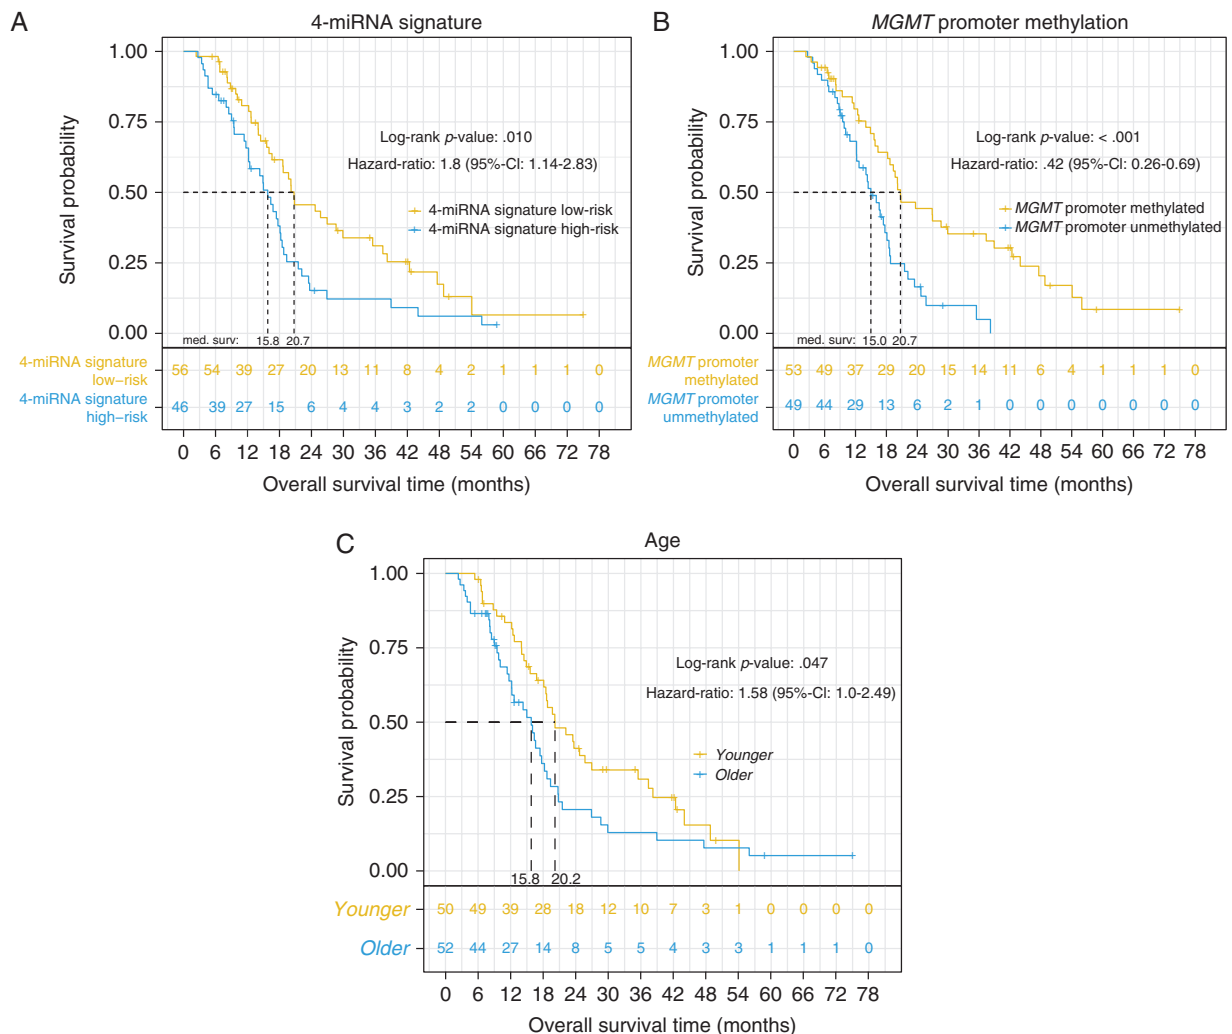 A
4-miRNA signature
1.00
0.75
0.50
0.25
0.00
Survival probability
Log-rank p-value: .010
Hazard-ratio: 1.8 (95%-CI: 1.14-2.83)
4-miRNA signature low-risk
4-miRNA signature high-risk
med. surv: 15.8 20.7
4-miRNA signature
low–risk
56 54 39 27 20 13 11 8 4 2 1 1 1 0
4-miRNA signature
high–risk
46 39 27 15 6 4 4 3 2 2 0 0 0 0
0 6 12 18 24 30 36 42 48 54 60 66 72 78
Overall survival time (months)
B
MGMT promoter methylation
1.00
0.75
0.50
0.25
0.00
Survival probability
Log-rank p-value: < .001
Hazard-ratio: .42 (95%-CI: 0.26-0.69)
MGMT promoter methylated
MGMT promoter unmethylated
med. surv: 15.0 20.7
MGMT promoter
methylated
53 49 37 29 20 15 14 11 6 4 1 1 1 0
MGMT promoter
ummethylated
49 44 29 13 6 2 1 0 0 0 0 0 0 0
0 6 12 18 24 30 36 42 48 54 60 66 72 78
Overall survival time (months)
C
Age
1.00
0.75
0.50
0.25
0.00
Survival probability
Log-rank p-value: .047
Hazard-ratio: 1.58 (95%-CI: 1.0-2.49)
Younger
Older
15.8 20.2
Younger 50 49 39 28 18 12 10 7 3 1 0 0 0 0
Older 52 44 27 14 8 5 5 4 3 3 1 1 1 0
0 6 12 18 24 30 36 42 48 54 60 66 72 78
Overall survival time (months)